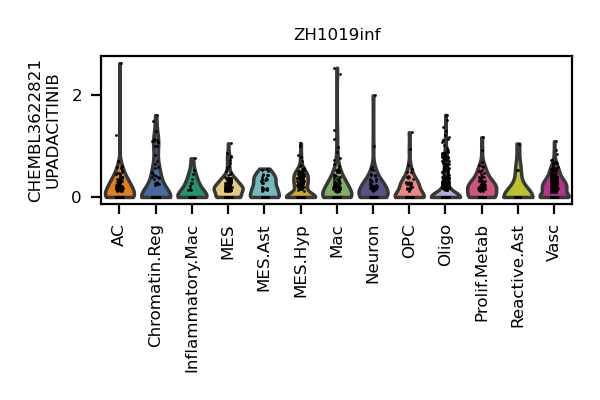 ZH1019inf
CHEMBL3622821
UPADACITINIB
2
0
AC
Chromatin.Reg
Inflammatory.Mac
MES
MES.Ast
MES.Hyp
Mac
Neuron
OPC
Oligo
Prolif.Metab
Reactive.Ast
Vasc